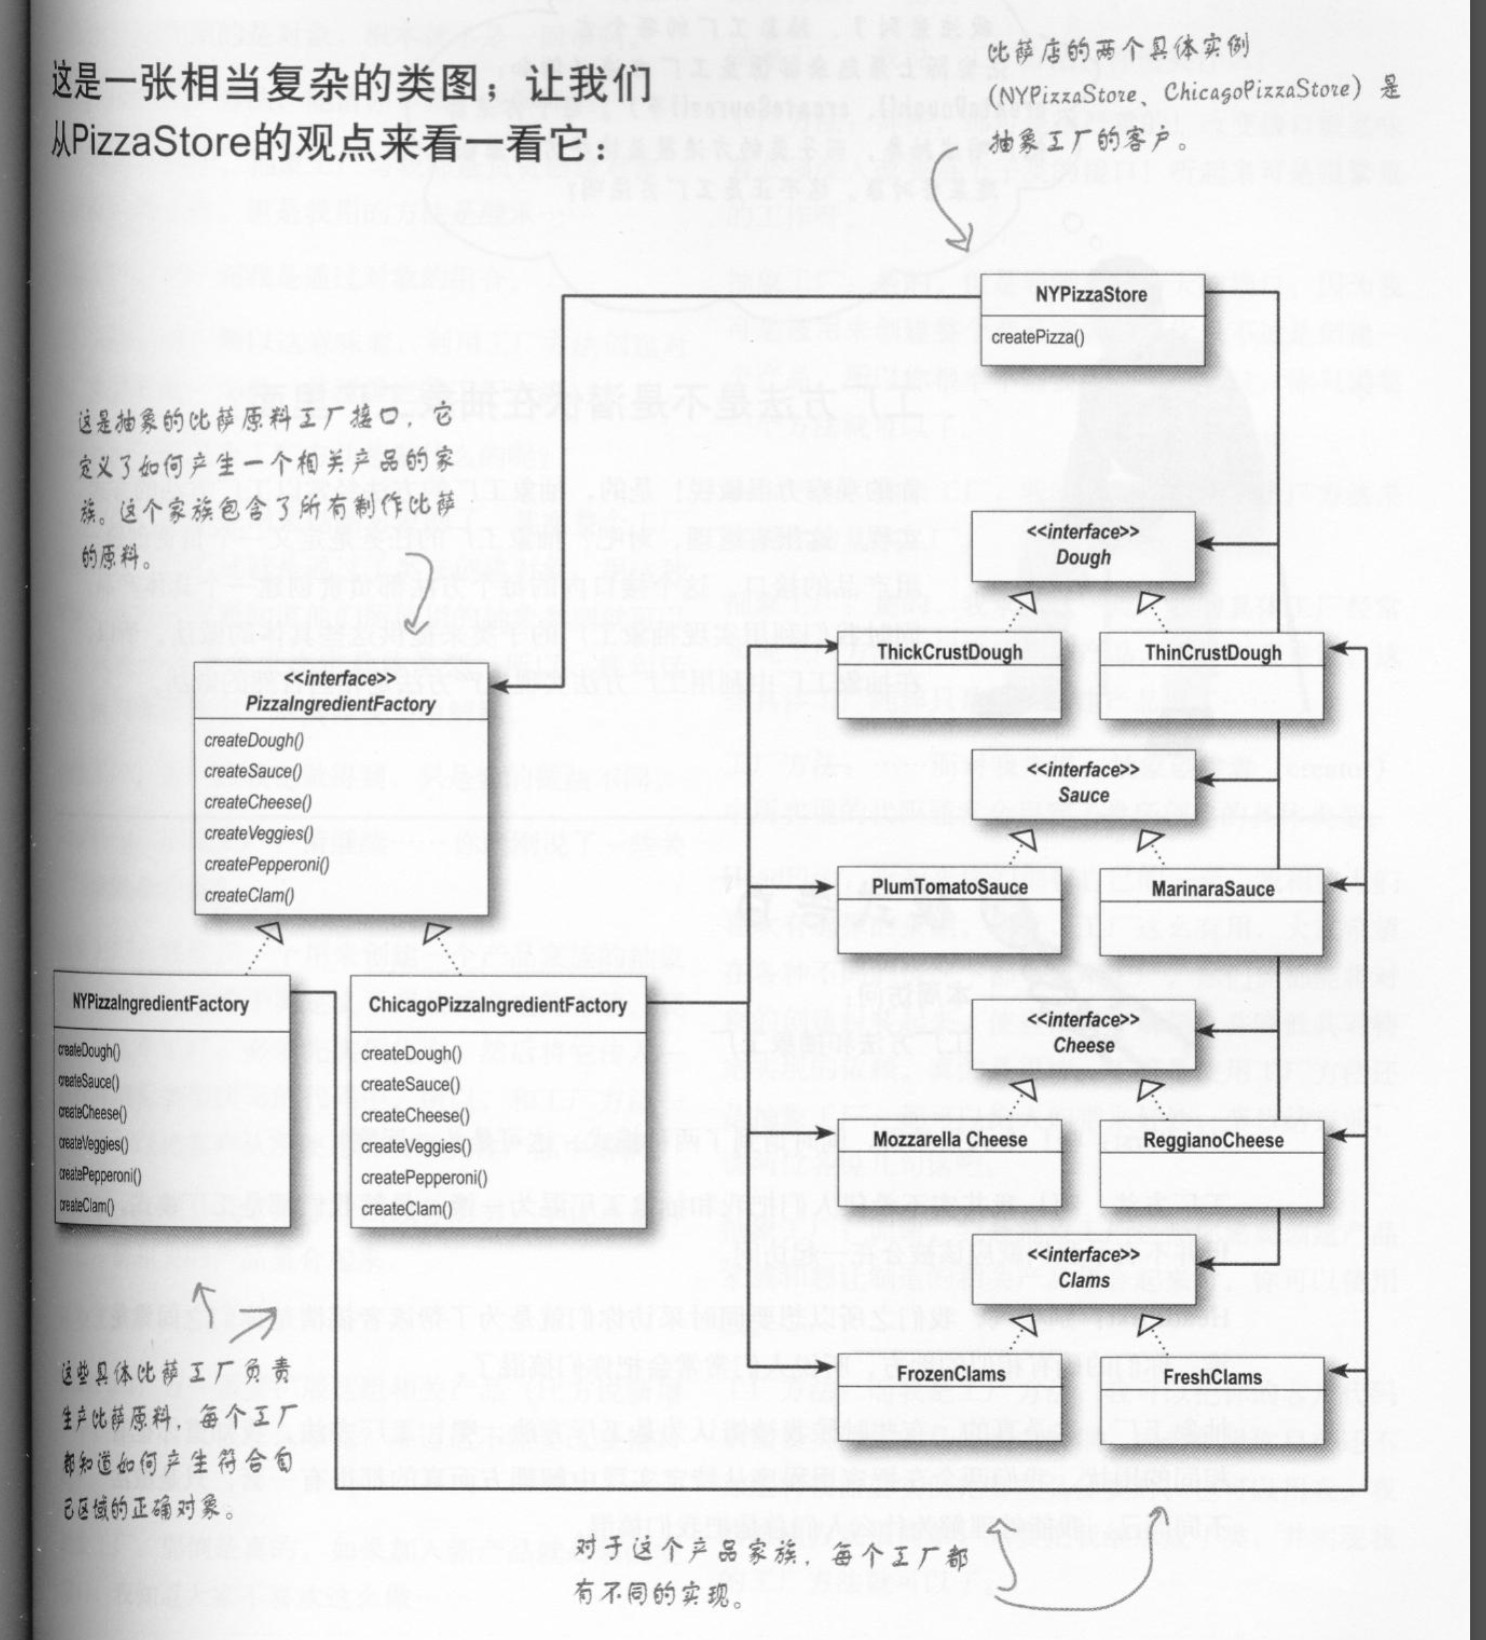 这是一张相当复杂的类图；让我们
从PizzaStore的观点来看一看它：
比萨店的两个具体实例
(NYPizzaStore、ChicagoPizzaStore) 是
抽象工厂的客户。
NYPizzaStore
createPizza()
这是抽象的比萨原料工厂接口，它
定义了如何产生一个相关产品的家
族。这个家族包含了所有制作比萨
的原料。
<<interface>>
Dough
ThickCrustDough
ThinCrustDough
<<interface>>
PizzaIngredientFactory
createDough()
createSauce()
createCheese()
createVeggies()
createPepperoni()
createClam()
<<interface>>
Sauce
PlumTomatoSauce
MarinaraSauce
NYPizzaIngredientFactory
createDough()
createSauce()
createCheese()
createVeggies()
createPepperoni()
createClam()
ChicagoPizzaIngredientFactory
createDough()
createSauce()
createCheese()
createVeggies()
createPepperoni()
createClam()
<<interface>>
Cheese
Mozzarella Cheese
ReggianoCheese
<<interface>>
Clams
FrozenClams
FreshClams
这些具体比萨工厂负责
生产比萨原料，每个工厂
都知道如何产生符合自
己区域的正确对象。
对于这个产品家族，每个工厂都
有不同的实现。